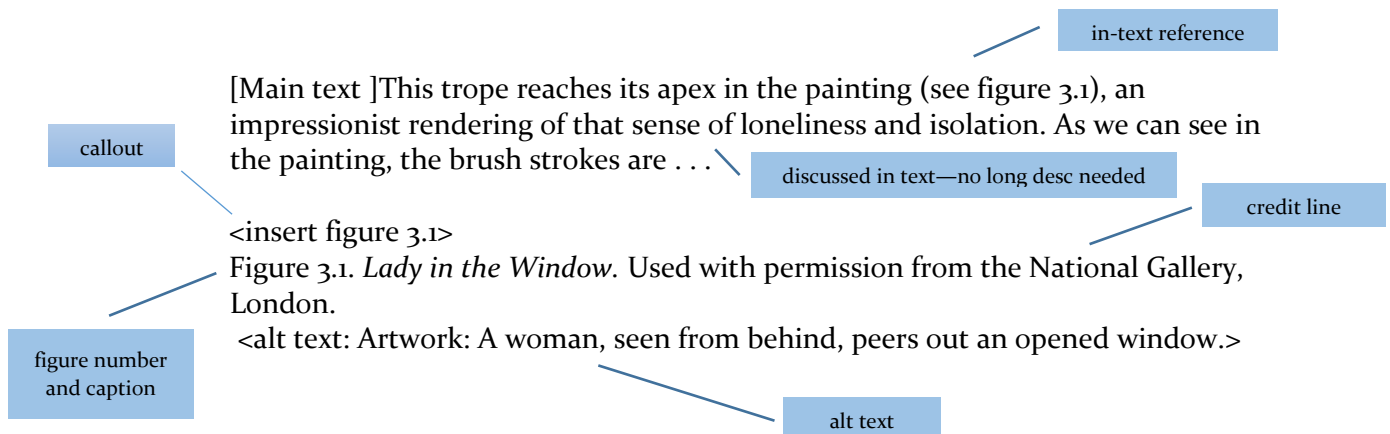 in-text reference
[Main text ]This trope reaches its apex in the painting (see figure 3.1), an
impressionist rendering of that sense of loneliness and isolation. As we can see in
the painting, the brush strokes are . . .
callout
discussed in text—no long desc needed
credit line
<insert figure 3.1>
Figure 3.1. Lady in the Window. Used with permission from the National Gallery,
London.
<alt text: Artwork: A woman, seen from behind, peers out an opened window.>
figure number
and caption
alt text